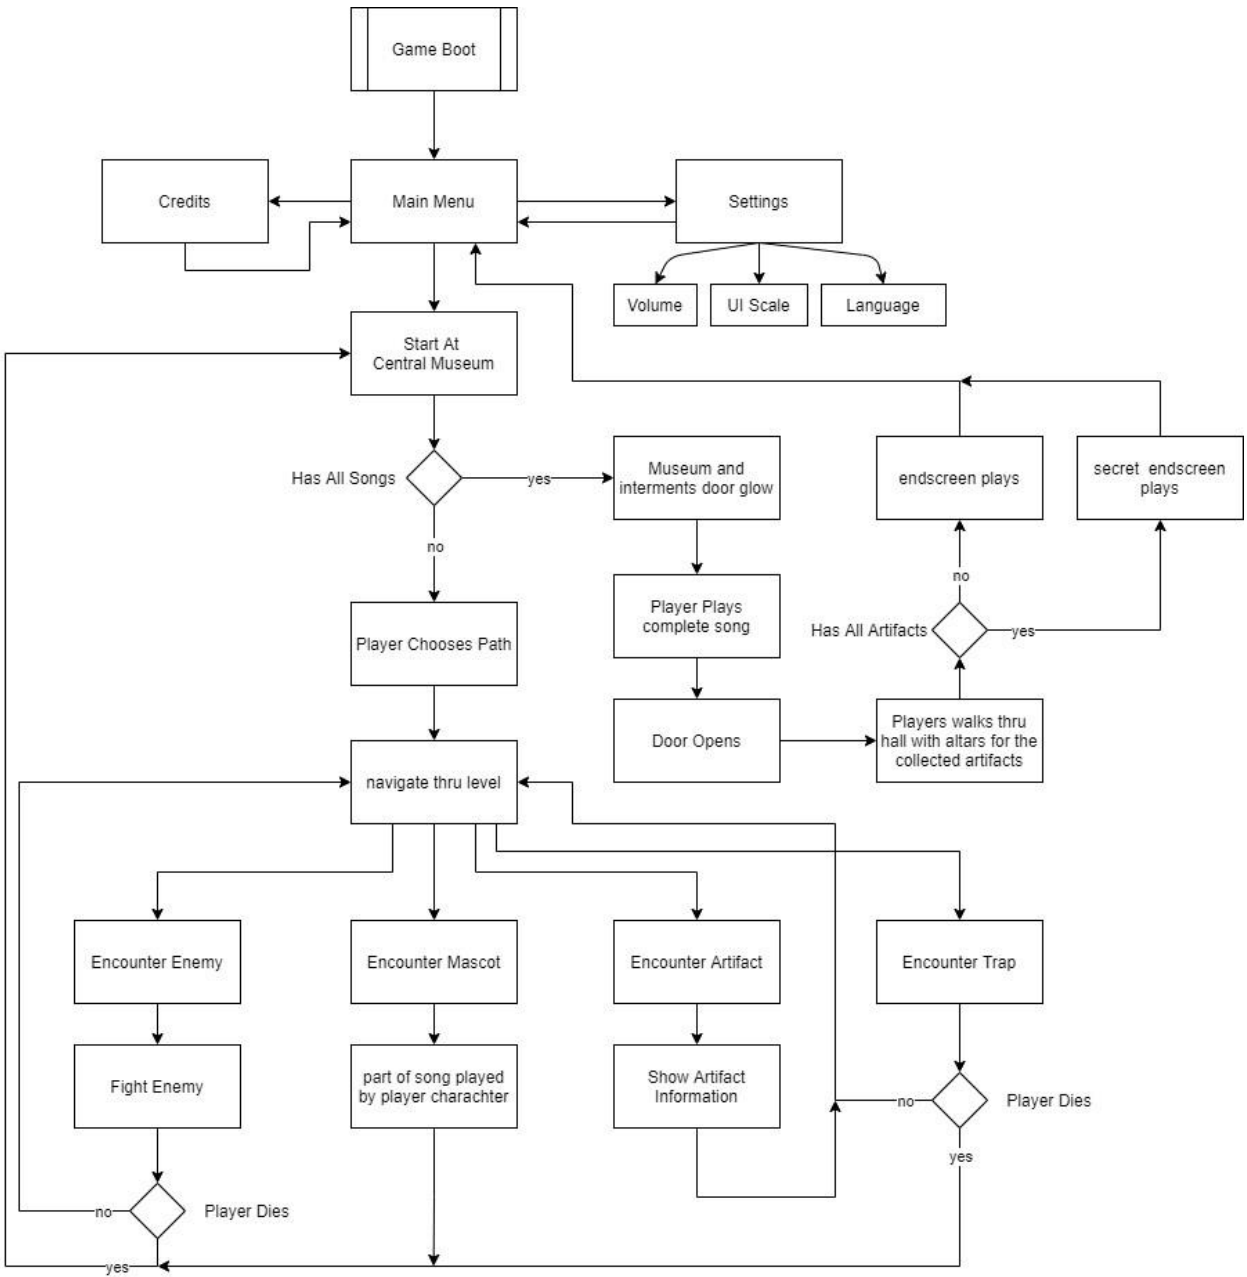 Game Boot
Credits
Main Menu
Settings
Volume
UI Scale
Language
Start At
Central Museum
Has All Songs
yes
Museum and
interments door glow
endscreen plays
secret endscreen
plays
no
no
Player Plays
complete song
Has All Artifacts
yes
Player Chooses Path
Door Opens
Players walks thru
hall with altars for the
collected artifacts
navigate thru level
Encounter Enemy
Encounter Mascot
Encounter Artifact
Encounter Trap
Fight Enemy
part of song played
by player charachter
Show Artifact
Information
no
Player Dies
yes
no
Player Dies
yes